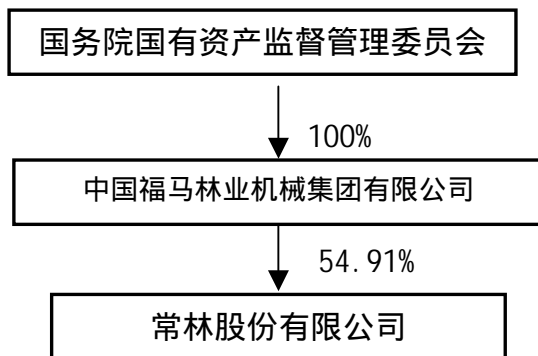 国务院国有资产监督管理委员会
100%
中国福马林业机械集团有限公司
54.91%
常林股份有限公司